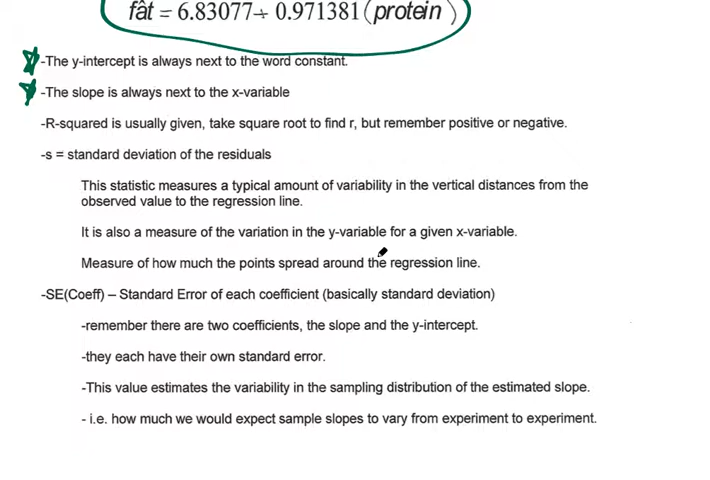 fât = 6.83077 + 0.971381(protein)
-The y-intercept is always next to the word constant.
-The slope is always next to the x-variable
-R-squared is usually given, take square root to find r, but remember positive or negative.
-s = standard deviation of the residuals
This statistic measures a typical amount of variability in the vertical distances from the
observed value to the regression line.
It is also a measure of the variation in the y-variable for a given x-variable.
Measure of how much the points spread around the regression line.
-SE(Coeff) – Standard Error of each coefficient (basically standard deviation)
-remember there are two coefficients, the slope and the y-intercept.
-they each have their own standard error.
-This value estimates the variability in the sampling distribution of the estimated slope.
- i.e. how much we would expect sample slopes to vary from experiment to experiment.